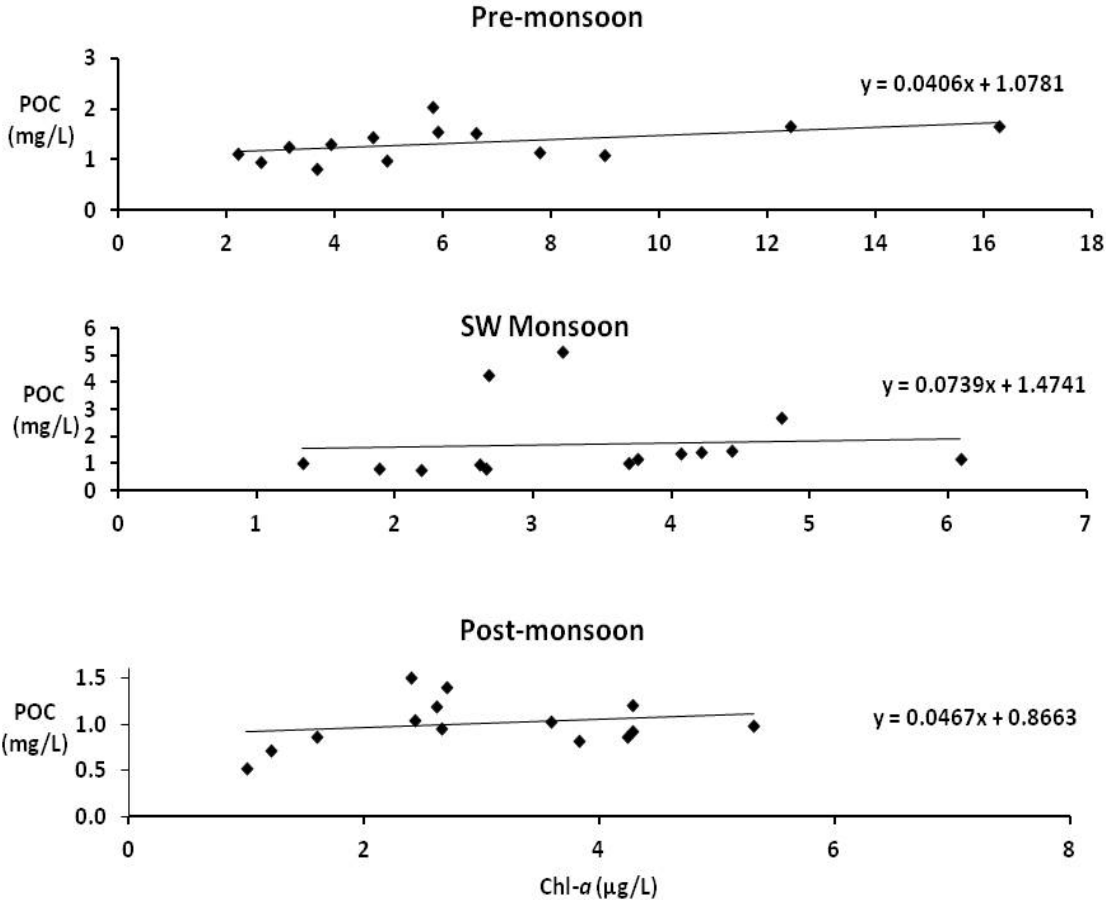 Pre-monsoon
3
y = 0.0406x + 1.0781
POC
(mg/L)
2
1
0
0 2 4 6 8 10 12 14 16 18
SW Monsoon
6
5
4
3
2
1
0
POC
(mg/L)
y = 0.0739x + 1.4741
0 1 2 3 4 5 6 7
Post-monsoon
1.5
1.0
0.5
0.0
POC
(mg/L)
y = 0.0467x + 0.8663
0 2 4 6 8
Chl-a (µg/L)